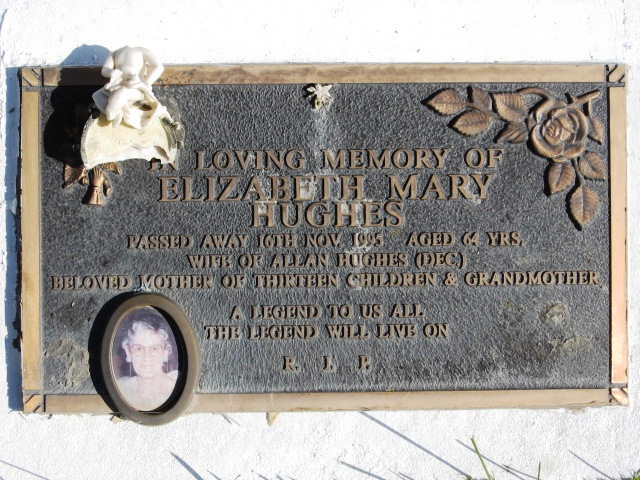 IN LOVING MEMORY OF
ELIZABETH MARY
HUGHES
PASSED AWAY 16TH NOV. 1995 AGED 64 YRS.
WIFE OF ALLAN HUGHES (DEC.)
BELOVED MOTHER OF THIRTEEN CHILDREN & GRANDMOTHER
A LEGEND TO US ALL
THE LEGEND WILL LIVE ON
R. I. P.